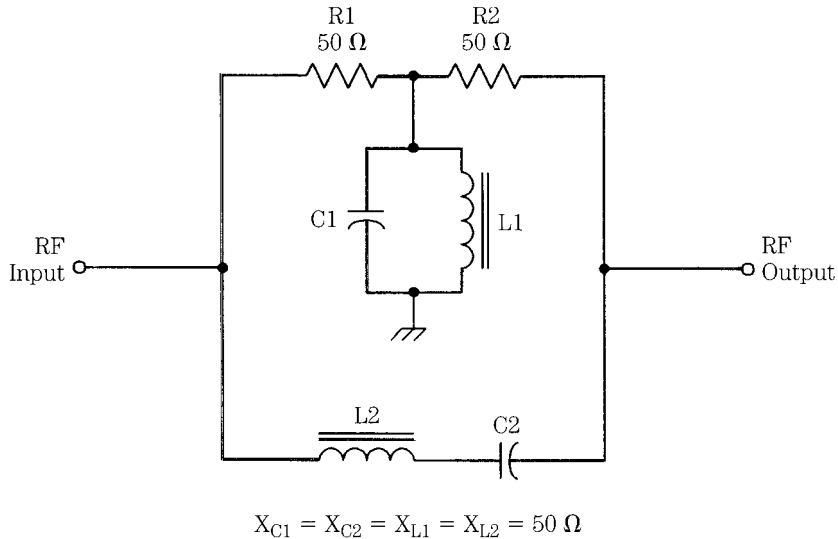 R1
50 Ω
R2
50 Ω
C1
L1
RF
Input
RF
Output
L2
C2
X_C1 = X_C2 = X_L1 = X_L2 = 50 Ω